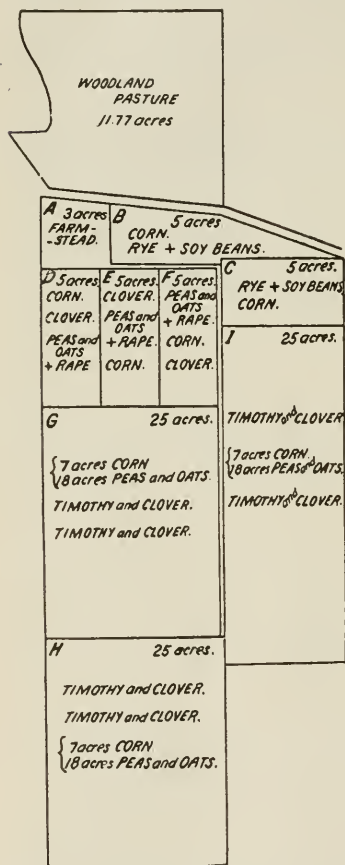 WOODLAND
PASTURE
11.77 acres
A 3 acres
FARM-
-STEAD.
B 5 acres
CORN.
RYE + SOY BEANS.
C 5 acres.
RYE + SOYBEANS
CORN.
D 5 acres.
CORN.
CLOVER.
PEAS and
OATS
+ RAPE
E 5 acres.
CLOVER.
PEAS and
OATS
+ RAPE.
CORN.
F 5 acres.
PEAS and
OATS
+ RAPE.
CORN.
CLOVER.
I 25 acres.
TIMOTHY and CLOVER.
{7 acres CORN.
18 acres PEAS and OATS.
TIMOTHY and CLOVER.
G 25 acres.
{7 acres CORN
18 acres PEAS and OATS.
TIMOTHY and CLOVER.
TIMOTHY and CLOVER.
H 25 acres.
TIMOTHY and CLOVER.
TIMOTHY and CLOVER.
{7 acres CORN
18 acres PEAS and OATS.